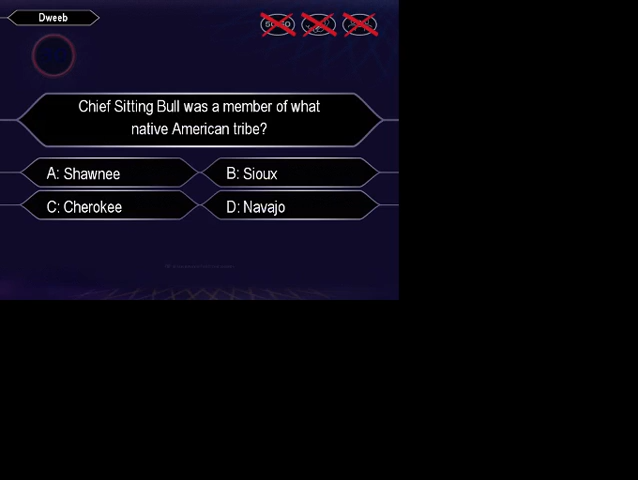 Dweeb
Chief Sitting Bull was a member of what
native American tribe?
A: Shawnee
B: Sioux
C: Cherokee
D: Navajo